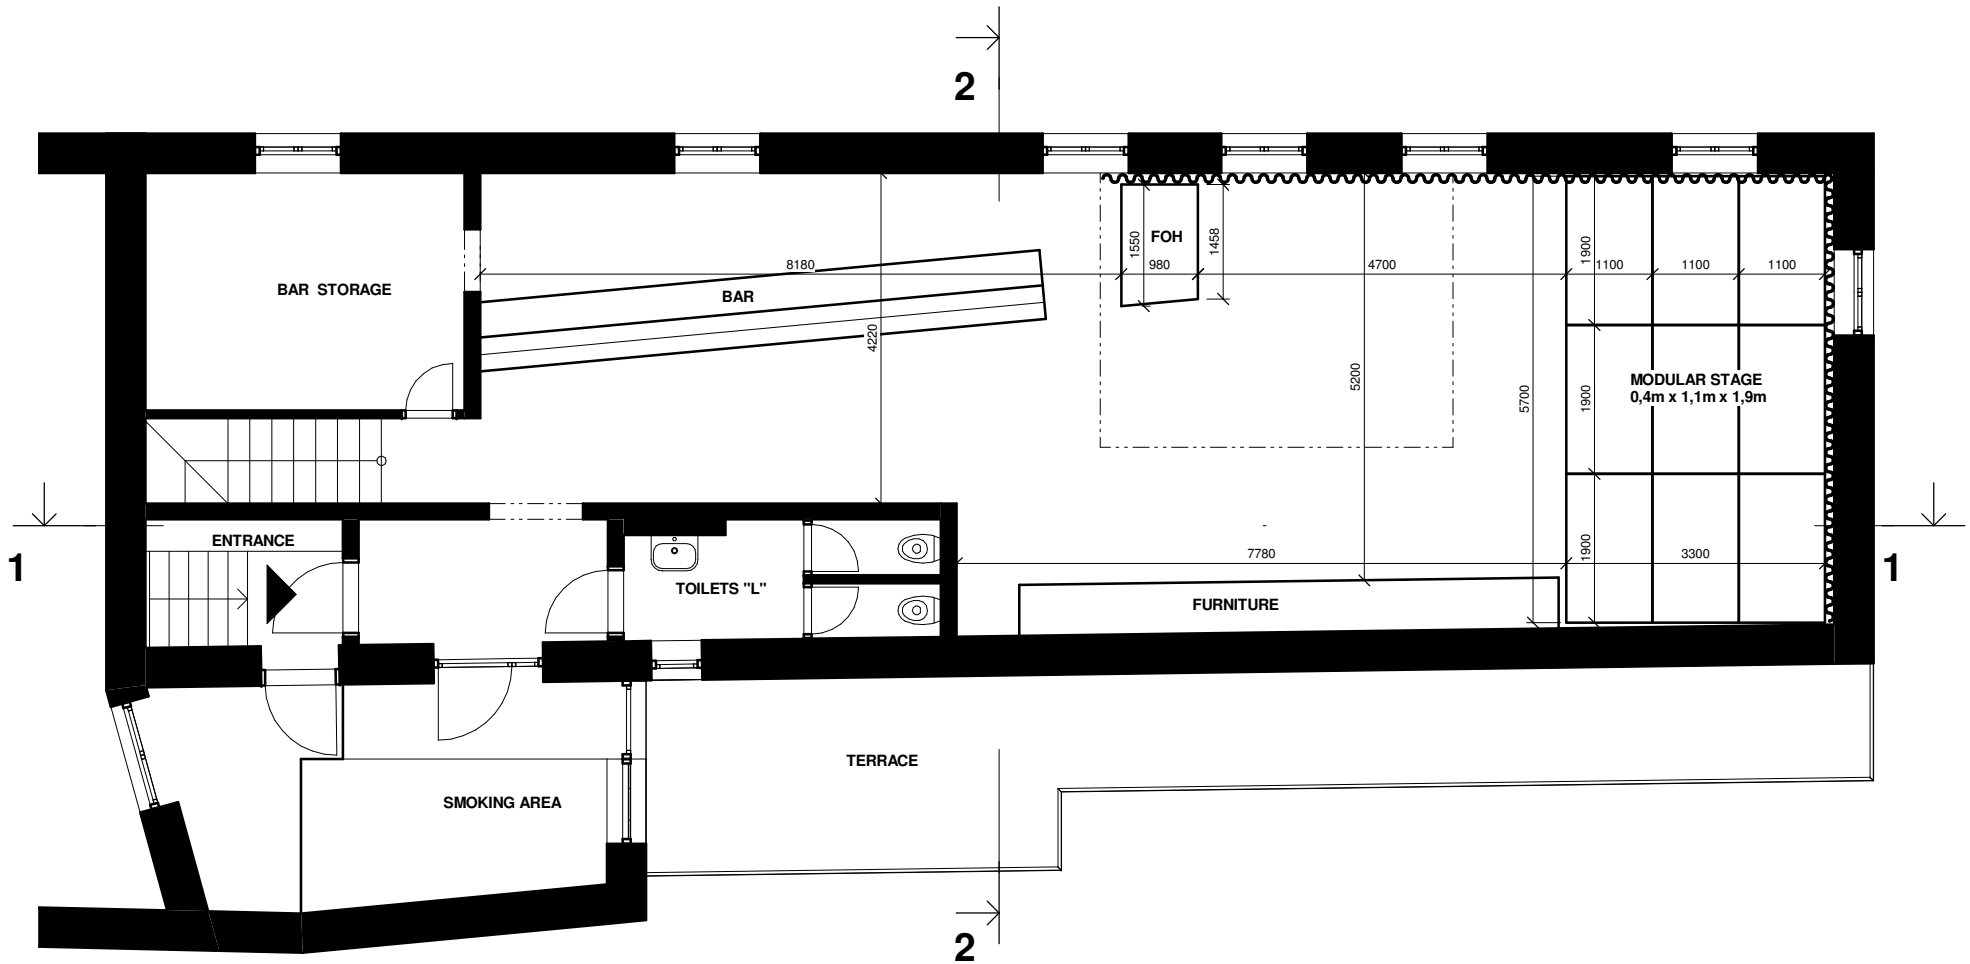 2
1550
FOH
1458
1900
8180
980
4700
1100
1100
1100
BAR STORAGE
BAR
4220
5200
5700
1900
MODULAR STAGE
0,4m x 1,1m x 1,9m
ENTRANCE
1
7780
1900
3300
1
TOILETS "L"
FURNITURE
TERRACE
SMOKING AREA
2